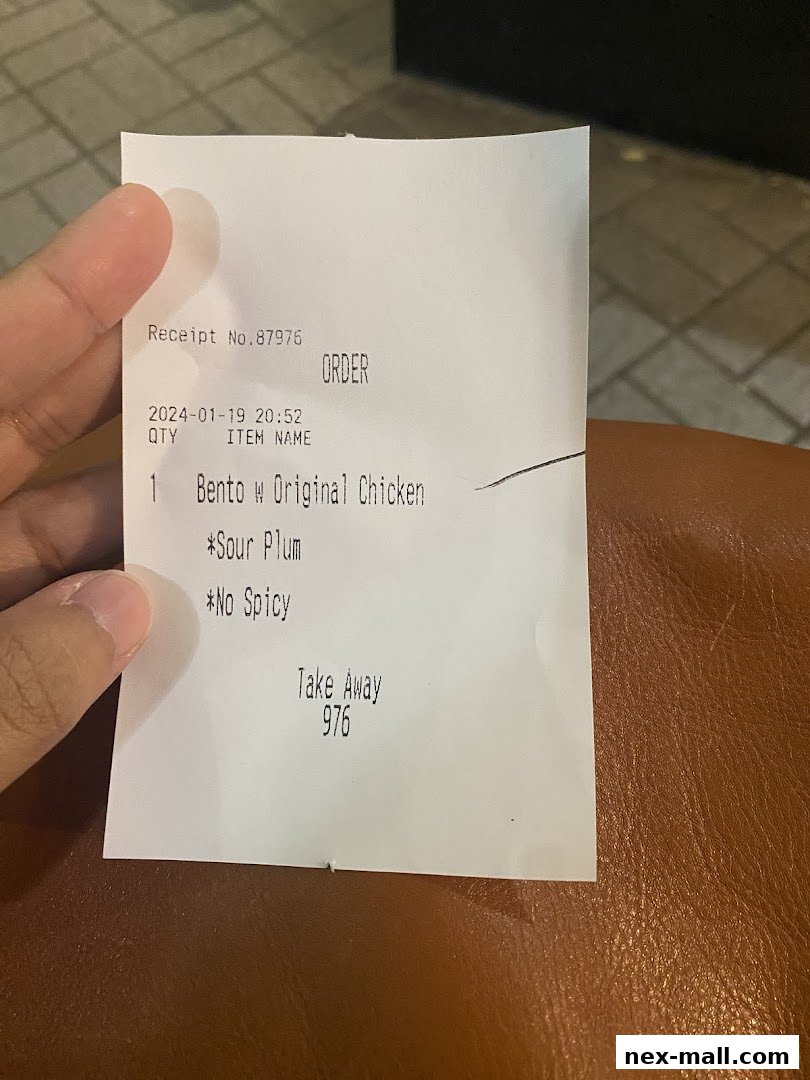 Receipt No.87976
ORDER
2024-01-19 20:52
QTY ITEM NAME
1 Bento w Original Chicken
*Sour Plum
*No Spicy
Take Away
976
nex-mall.com